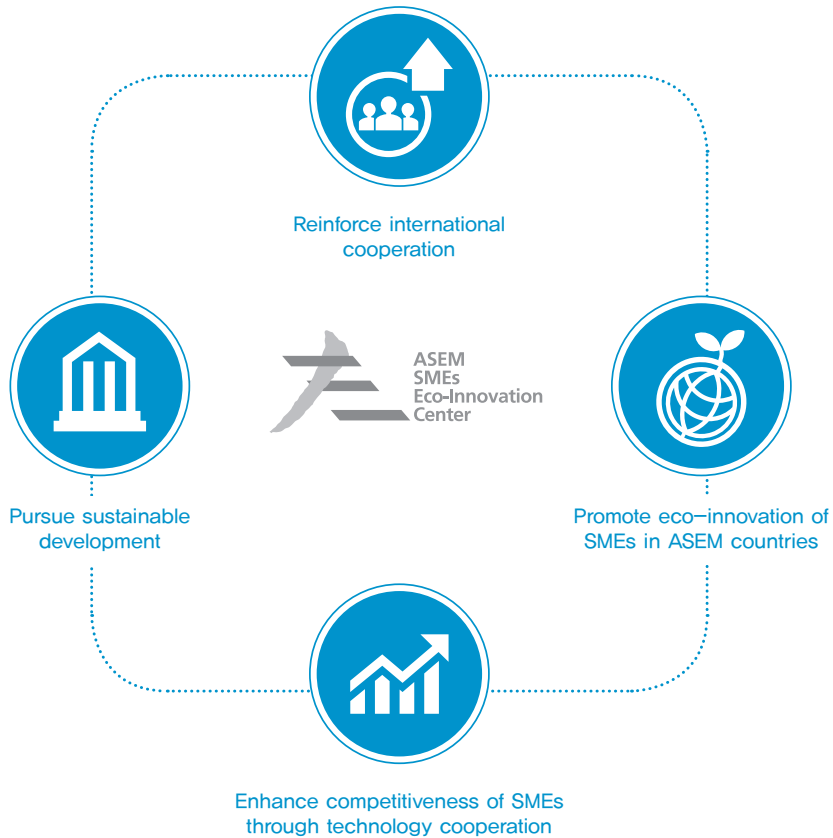 Reinforce international
cooperation
ASEM
SMEs
Eco-Innovation
Center
Pursue sustainable
development
Promote eco-innovation of
SMEs in ASEM countries
Enhance competitiveness of SMEs
through technology cooperation